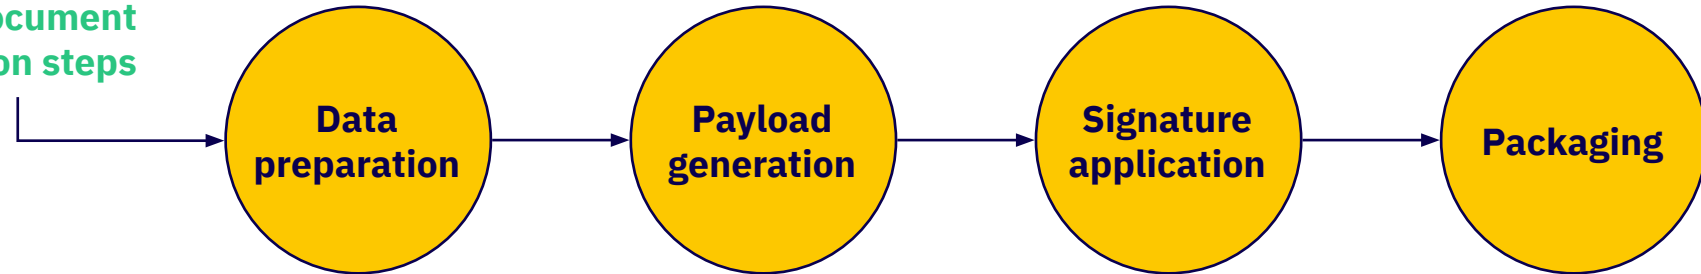 ocument
on steps
Data
preparation
Payload
generation
Signature
application
Packaging